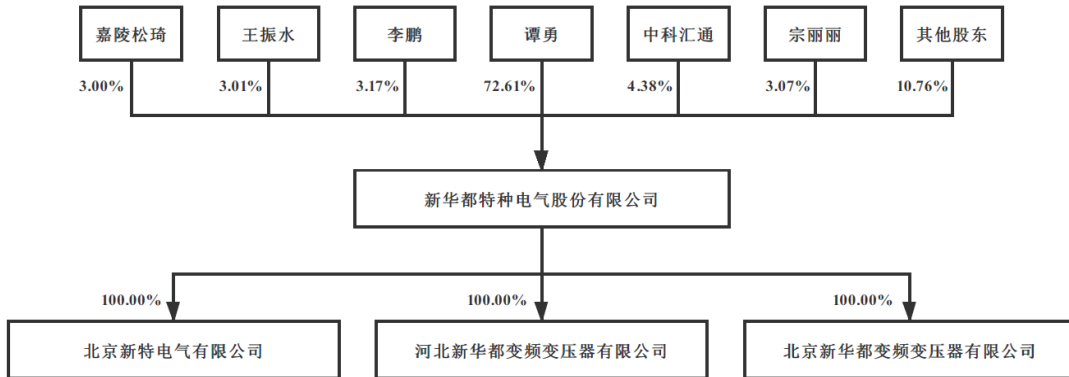 嘉陵松琦
王振水
李鹏
谭勇
中科汇通
宗丽丽
其他股东
3.00%
3.01%
3.17%
72.61%
4.38%
3.07%
10.76%
新华都特种电气股份有限公司
100.00%
100.00%
100.00%
北京新特电气有限公司
河北新华都变频变压器有限公司
北京新华都变频变压器有限公司